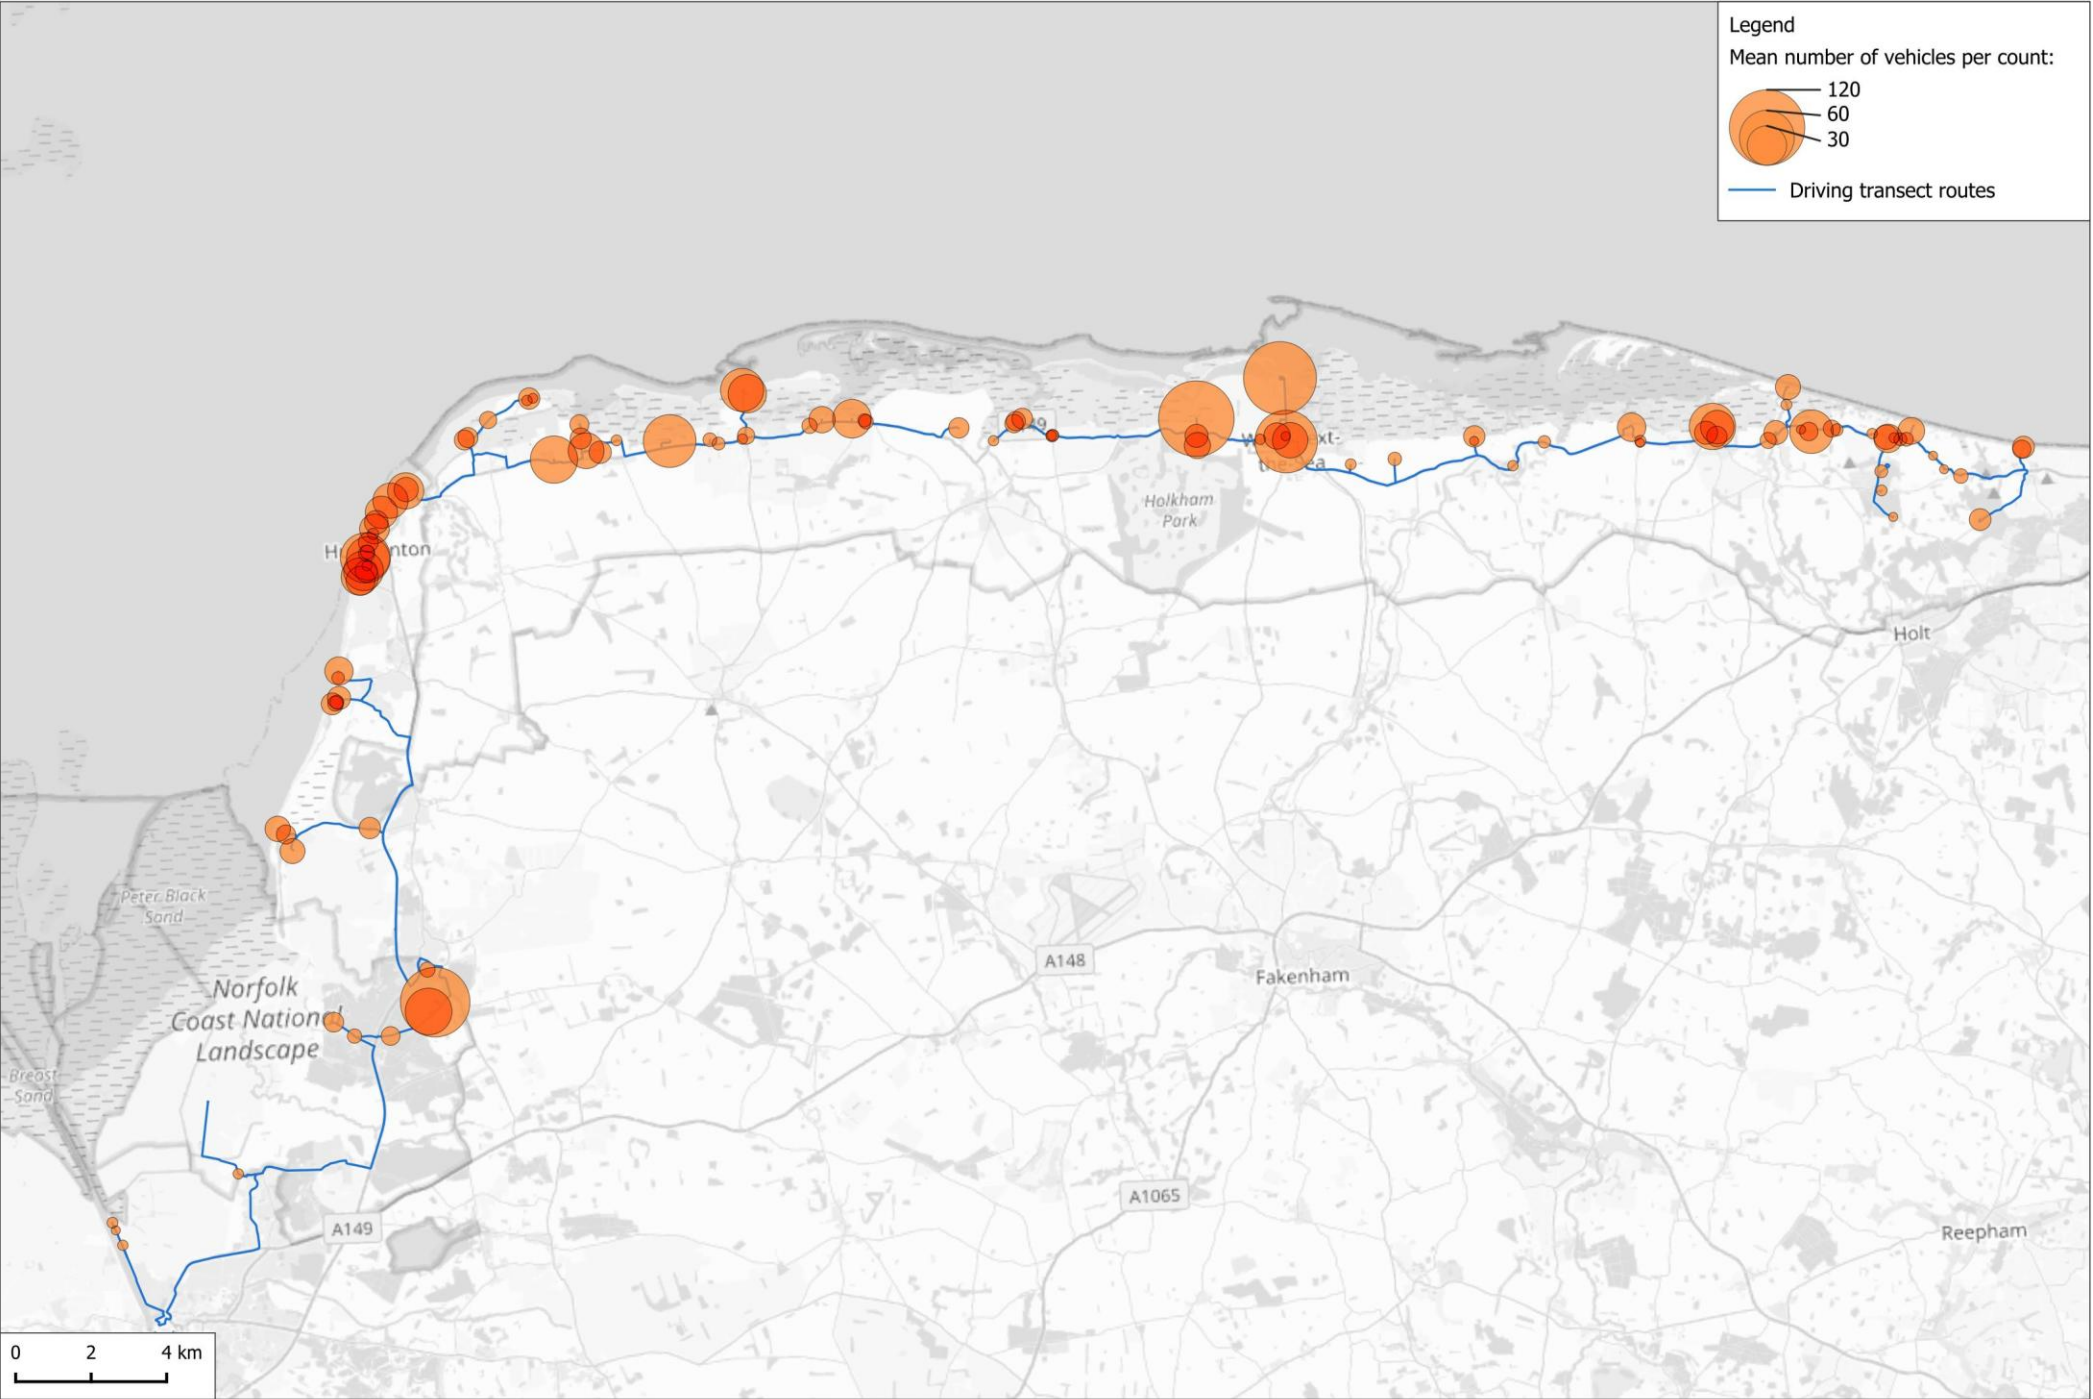 Legend
Mean number of vehicles per count:
120
60
30
Driving transect routes
Holkham
Park
Holt
Peter Black
Sand
Norfolk
Coast National
Landscape
Breast
Sand
A148
Fakenham
A1065
A149
Reepham
0 2 4 km